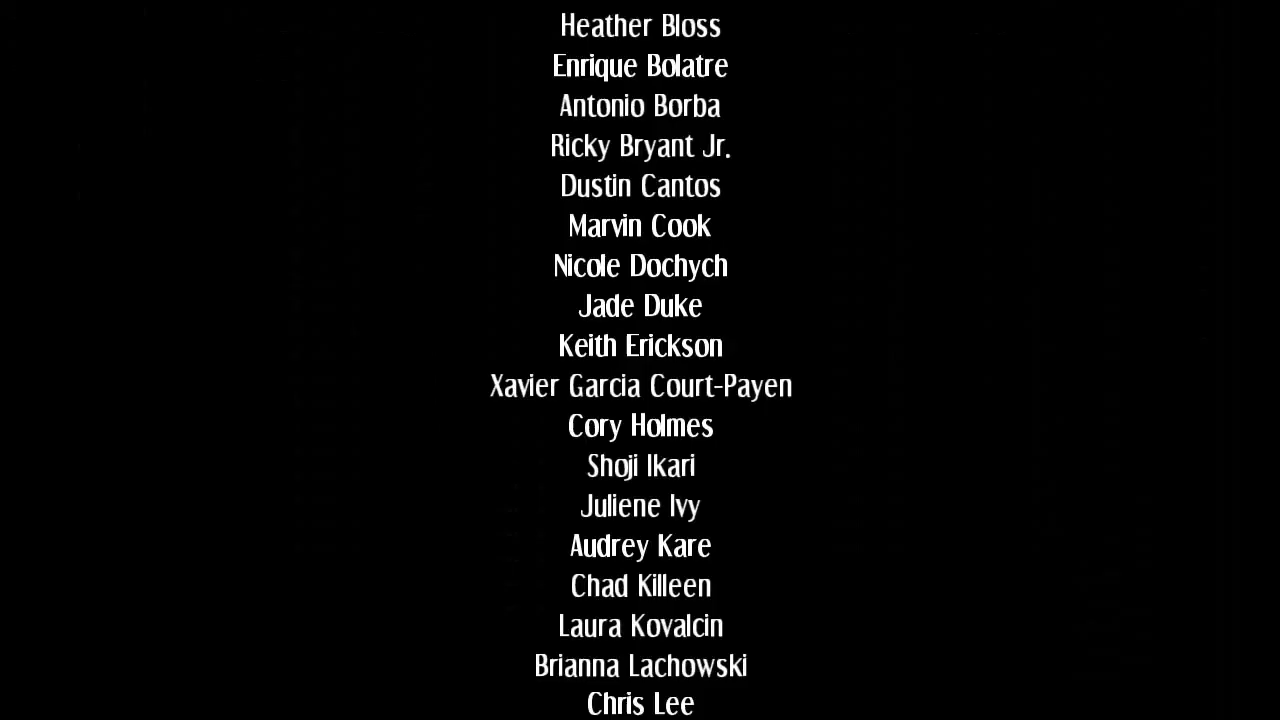 Heather Bloss
Enrique Bolatre
Antonio Borba
Ricky Bryant Jr.
Dustin Cantos
Marvin Cook
Nicole Dochych
Jade Duke
Keith Erickson
Xavier Garcia Court-Payen
Cory Holmes
Shoji Ikari
Juliene Ivy
Audrey Kare
Chad Killeen
Laura Kovalcin
Brianna Lachowski
Chris Lee